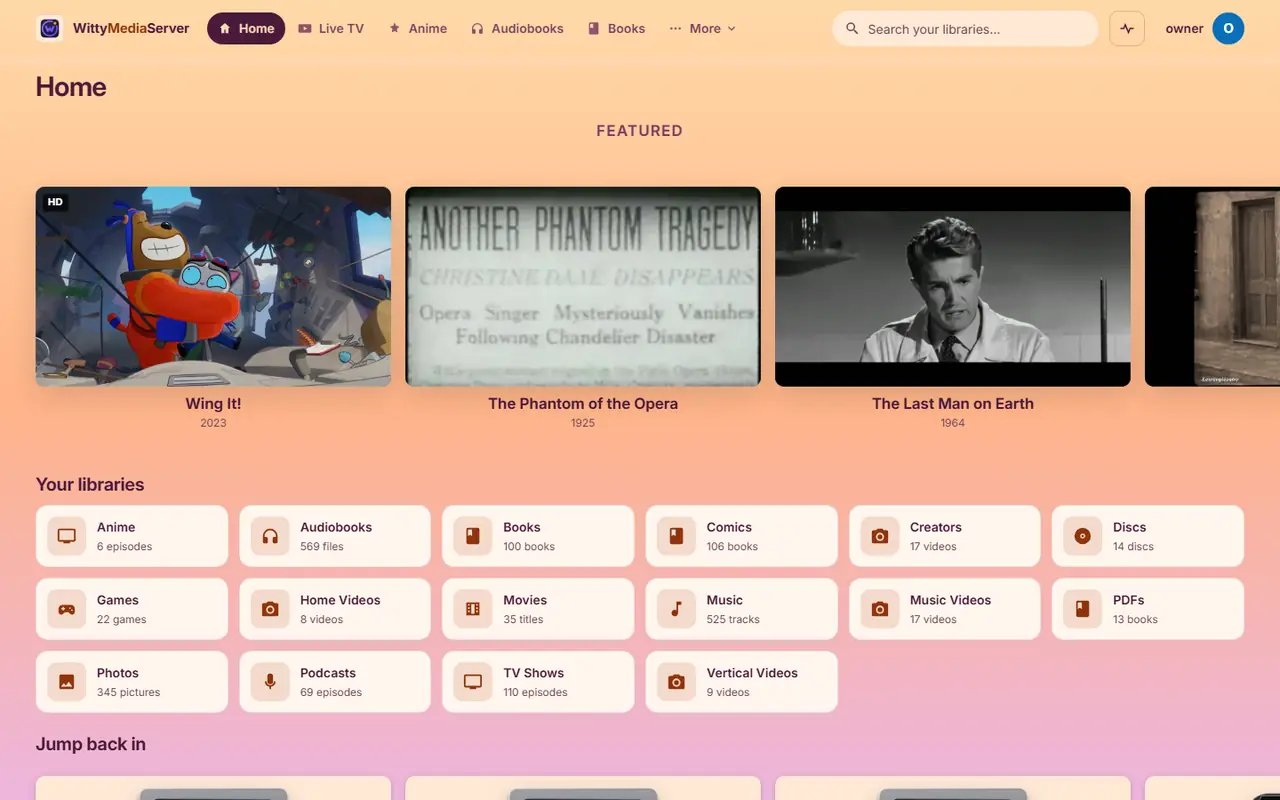 WittyMediaServer
Home
Live TV
Anime
Audiobooks
Books
More
Search your libraries...
owner
O
Home
FEATURED
HD
ANOTHER PHANTOM TRAGEDY
CHRISTINE DAAE DISAPPEARS
Opera Singer Mysteriously Vanishes
Following Chandelier Disaster
Wing It!
2023
The Phantom of the Opera
1925
The Last Man on Earth
1964
Your libraries
Anime
6 episodes
Audiobooks
569 files
Books
100 books
Comics
106 books
Creators
17 videos
Discs
14 discs
Games
22 games
Home Videos
8 videos
Movies
35 titles
Music
525 tracks
Music Videos
17 videos
PDFs
13 books
Photos
345 pictures
Podcasts
69 episodes
TV Shows
110 episodes
Vertical Videos
9 videos
Jump back in